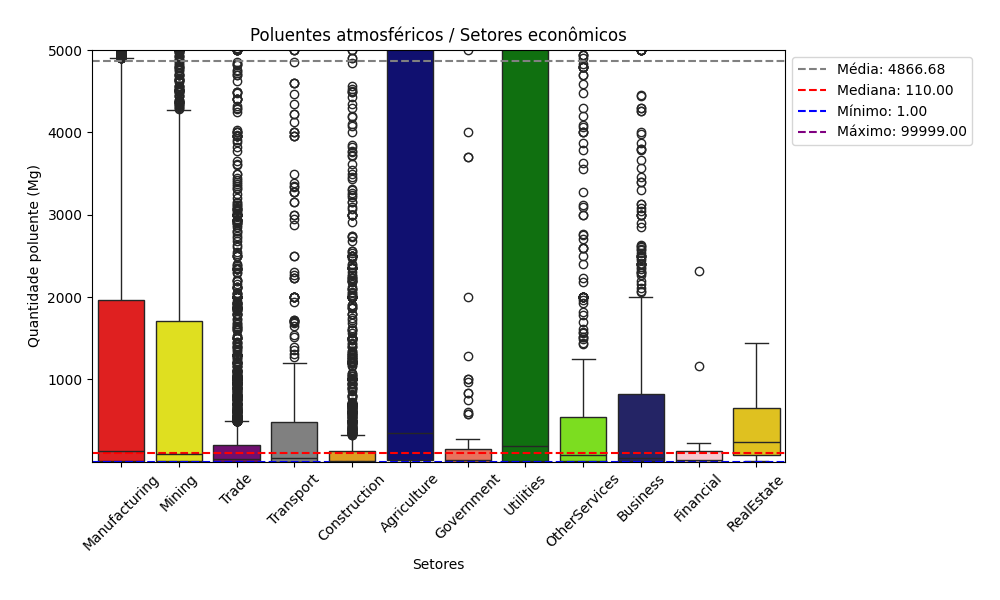 Poluentes atmosféricos / Setores econômicos
5000
4000
3000
2000
1000
Quantidade poluente (Mg)
Média: 4866.68
Mediana: 110.00
Mínimo: 1.00
Máximo: 99999.00
Manufacturing
Mining
Trade
Transport
Construction
Agriculture
Government
Utilities
OtherServices
Business
Financial
RealEstate
Setores